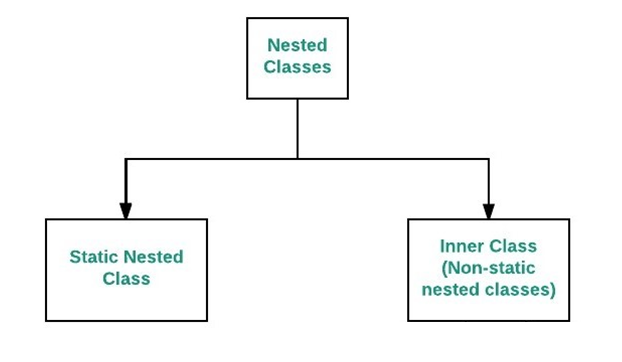 Nested
Classes
Static Nested
Class
Inner Class
(Non-static
nested classes)